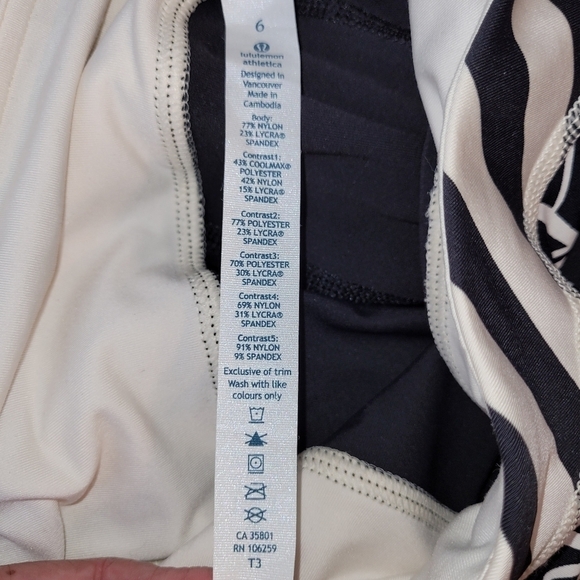 6
lululemon
athletica
Designed in
Vancouver
Made in
Cambodia
Body:
77% NYLON
23% LYCRA®
SPANDEX
Contrast1:
43% COOLMAX®
POLYESTER
42% NYLON
15% LYCRA®
SPANDEX
Contrast2:
77% POLYESTER
23% LYCRA®
SPANDEX
Contrast3:
70% POLYESTER
30% LYCRA®
SPANDEX
Contrast4:
69% NYLON
31% LYCRA®
SPANDEX
Contrast5:
91% NYLON
9% SPANDEX
Exclusive of trim
Wash with like
colours only
CA 35801
RN 106259
T3